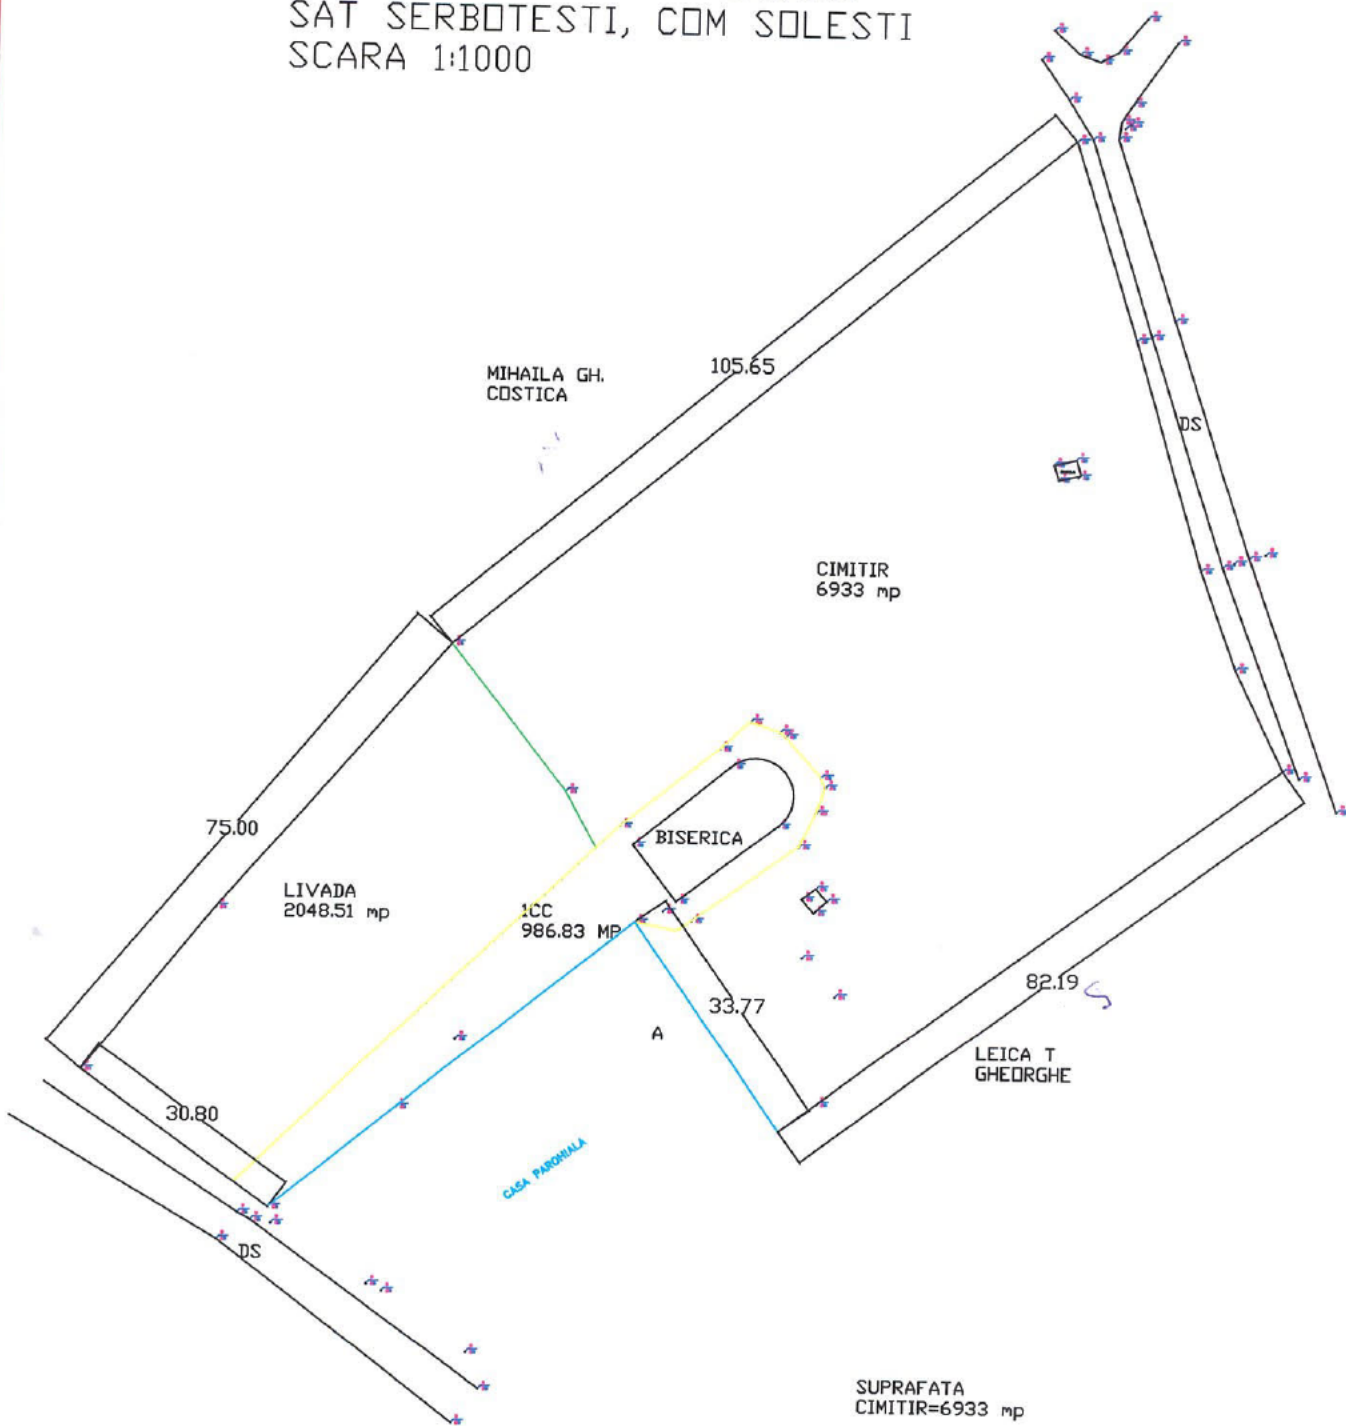 SAT SERBOTESTI, COM SOLESTI
SCARA 1:1000
MIHAILA GH.
COSTICA
105.65
DS
CIMITIR
6933 mp
75.00
BISERICA
LIVADA
2048.51 mp
1CC
986.83 MP
33.77
82.19
A
LEICA T
GHEORGHE
30.80
CASA PAROHIALA
DS
SUPRAFATA
CIMITIR=6933 mp